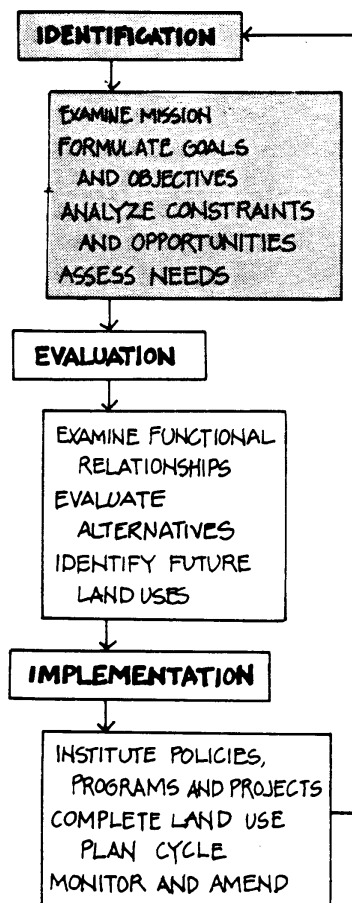 IDENTIFICATION
EXAMINE MISSION
FORMULATE GOALS
AND OBJECTIVES
ANALYZE CONSTRAINTS
AND OPPORTUNITIES
ASSESS NEEDS
EVALUATION
EXAMINE FUNCTIONAL
RELATIONSHIPS
EVALUATE
ALTERNATIVES
IDENTIFY FUTURE
LAND USES
IMPLEMENTATION
INSTITUTE POLICIES,
PROGRAMS AND PROJECTS
COMPLETE LAND USE
PLAN CYCLE
MONITOR AND AMEND